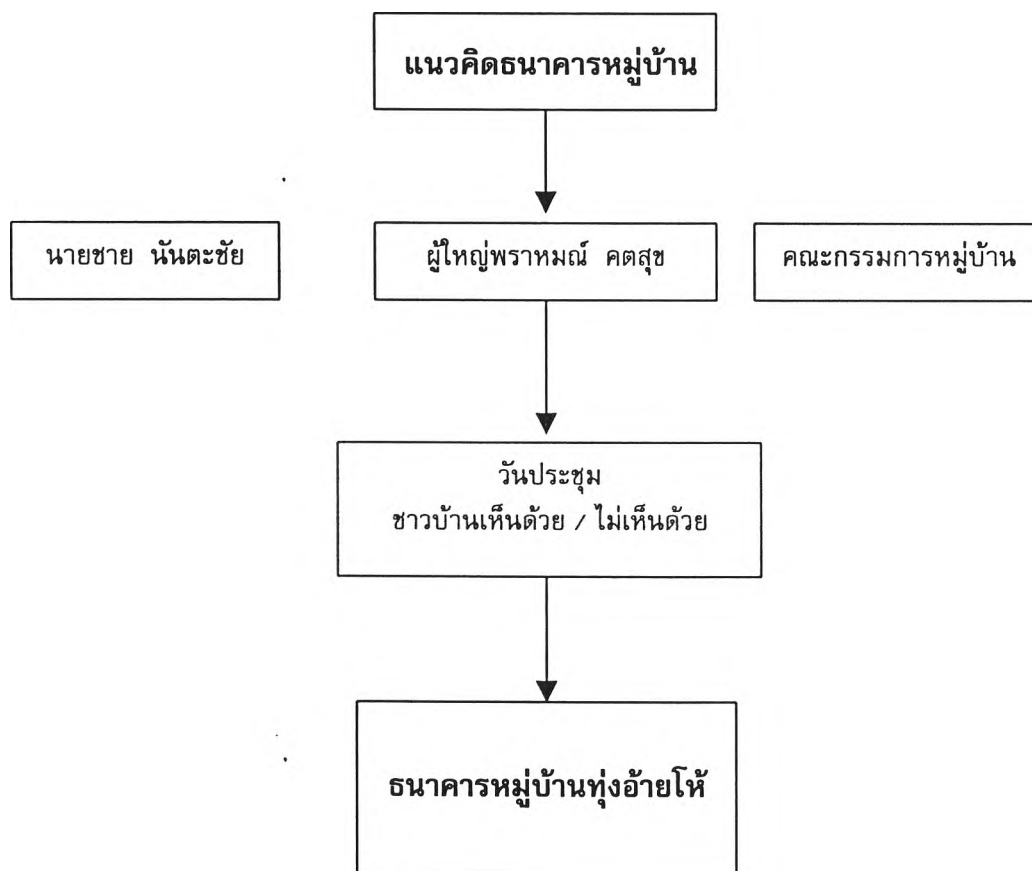 แนวคิดธนาคารหมู่บ้าน
นายชาย นันตะชัย
ผู้ใหญ่พราหมณ์ คตสุข
คณะกรรมการหมู่บ้าน
วันประชุม
ชาวบ้านเห็นด้วย / ไม่เห็นด้วย
ธนาคารหมู่บ้านทุ่งอ้ายโห้